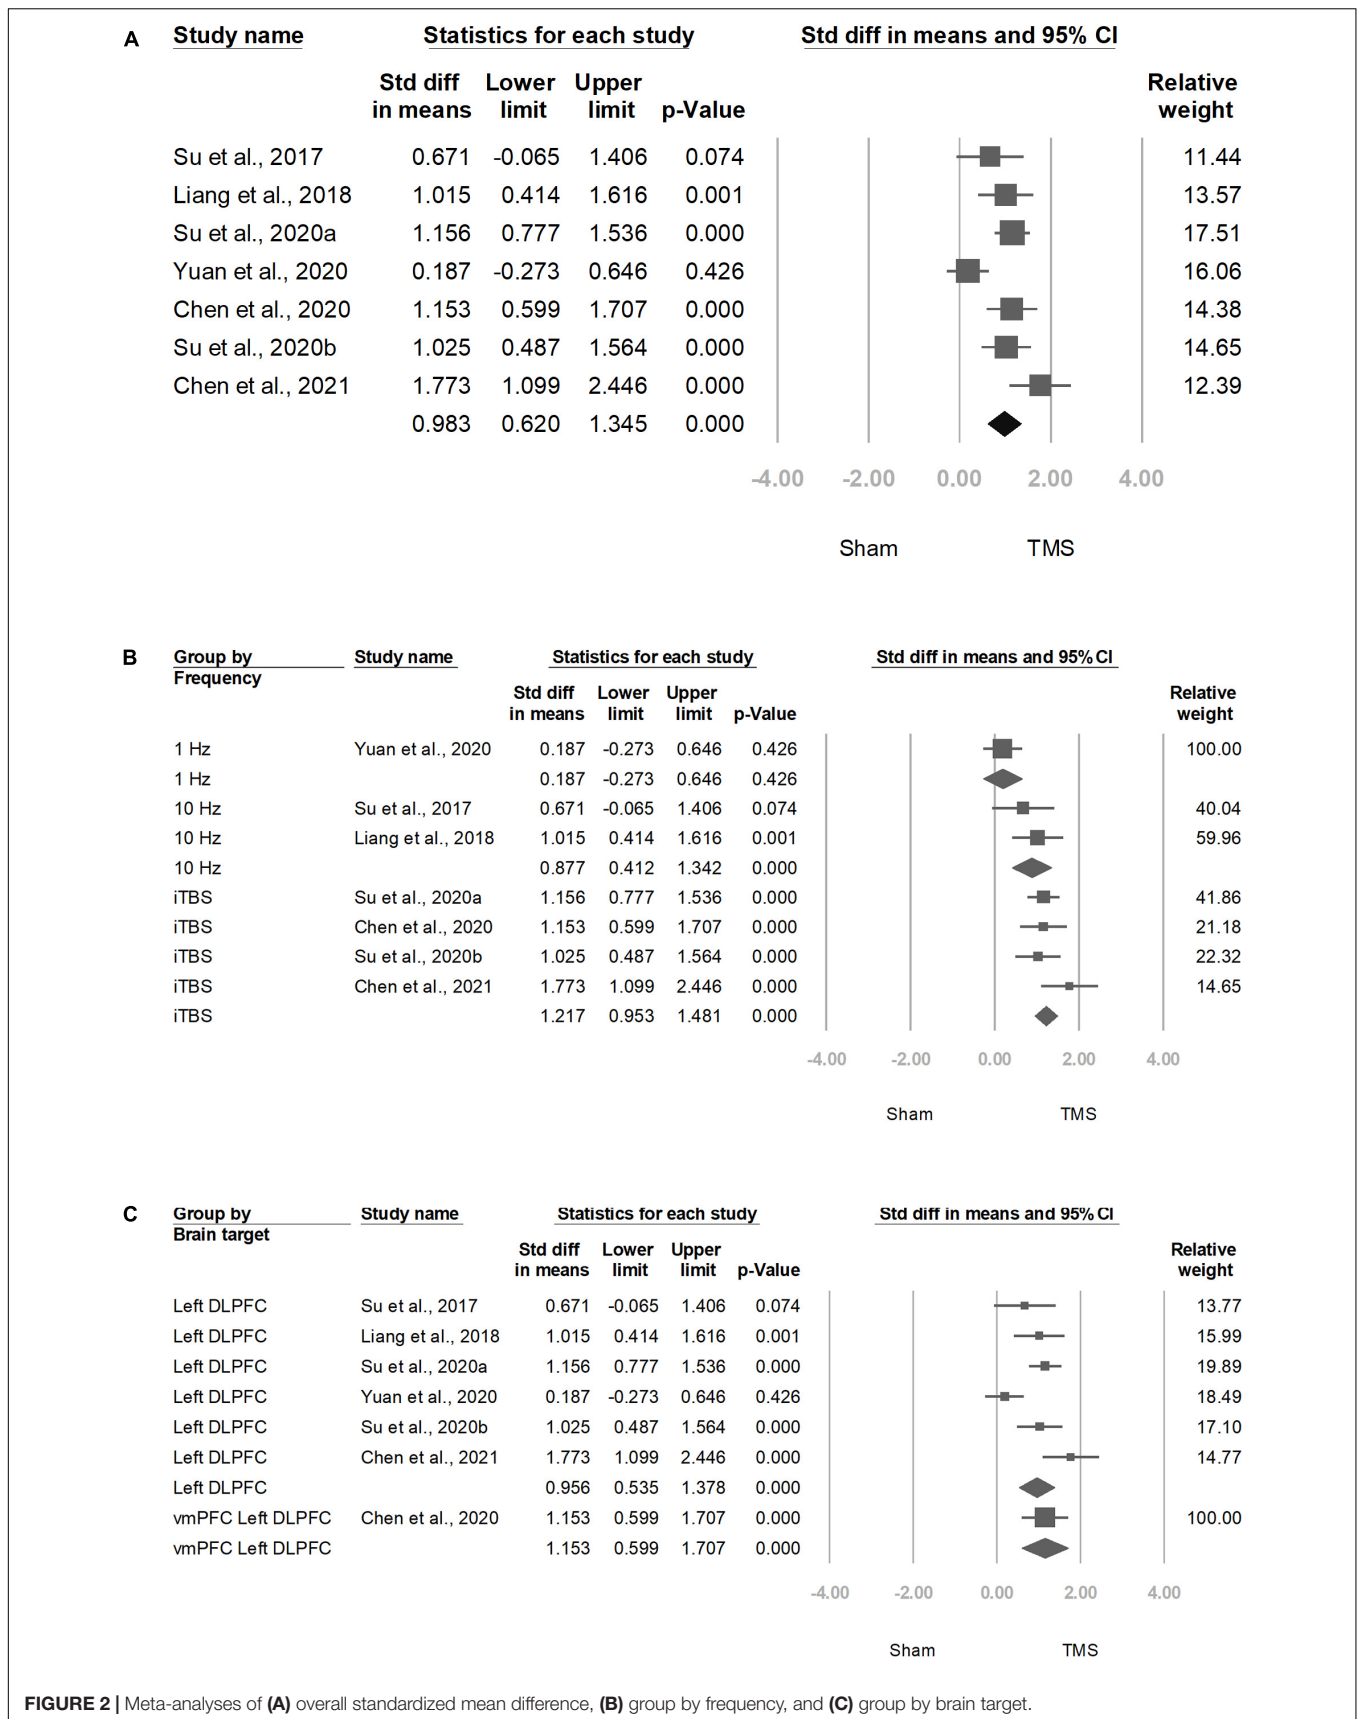 A Study name Statistics for each study Std diff in means and 95% CI
Std diff Lower Upper Relative
in means limit limit p-Value weight
Su et al., 2017 0.671 -0.065 1.406 0.074 11.44
Liang et al., 2018 1.015 0.414 1.616 0.001 13.57
Su et al., 2020a 1.156 0.777 1.536 0.000 17.51
Yuan et al., 2020 0.187 -0.273 0.646 0.426 16.06
Chen et al., 2020 1.153 0.599 1.707 0.000 14.38
Su et al., 2020b 1.025 0.487 1.564 0.000 14.65
Chen et al., 2021 1.773 1.099 2.446 0.000 12.39
0.983 0.620 1.345 0.000
-4.00 -2.00 0.00 2.00 4.00
Sham TMS
B Group by Study name Statistics for each study Std diff in means and 95% CI
Frequency
Std diff Lower Upper Relative
in means limit limit p-Value weight
1 Hz Yuan et al., 2020 0.187 -0.273 0.646 0.426 100.00
1 Hz 0.187 -0.273 0.646 0.426
10 Hz Su et al., 2017 0.671 -0.065 1.406 0.074 40.04
10 Hz Liang et al., 2018 1.015 0.414 1.616 0.001 59.96
10 Hz 0.877 0.412 1.342 0.000
iTBS Su et al., 2020a 1.156 0.777 1.536 0.000 41.86
iTBS Chen et al., 2020 1.153 0.599 1.707 0.000 21.18
iTBS Su et al., 2020b 1.025 0.487 1.564 0.000 22.32
iTBS Chen et al., 2021 1.773 1.099 2.446 0.000 14.65
iTBS 1.217 0.953 1.481 0.000
-4.00 -2.00 0.00 2.00 4.00
Sham TMS
C Group by Study name Statistics for each study Std diff in means and 95% CI
Brain target
Std diff Lower Upper Relative
in means limit limit p-Value weight
Left DLPFC Su et al., 2017 0.671 -0.065 1.406 0.074 13.77
Left DLPFC Liang et al., 2018 1.015 0.414 1.616 0.001 15.99
Left DLPFC Su et al., 2020a 1.156 0.777 1.536 0.000 19.89
Left DLPFC Yuan et al., 2020 0.187 -0.273 0.646 0.426 18.49
Left DLPFC Su et al., 2020b 1.025 0.487 1.564 0.000 17.10
Left DLPFC Chen et al., 2021 1.773 1.099 2.446 0.000 14.77
Left DLPFC 0.956 0.535 1.378 0.000
vmPFC Left DLPFC Chen et al., 2020 1.153 0.599 1.707 0.000 100.00
vmPFC Left DLPFC 1.153 0.599 1.707 0.000
-4.00 -2.00 0.00 2.00 4.00
Sham TMS
FIGURE 2 | Meta-analyses of (A) overall standardized mean difference, (B) group by frequency, and (C) group by brain target.